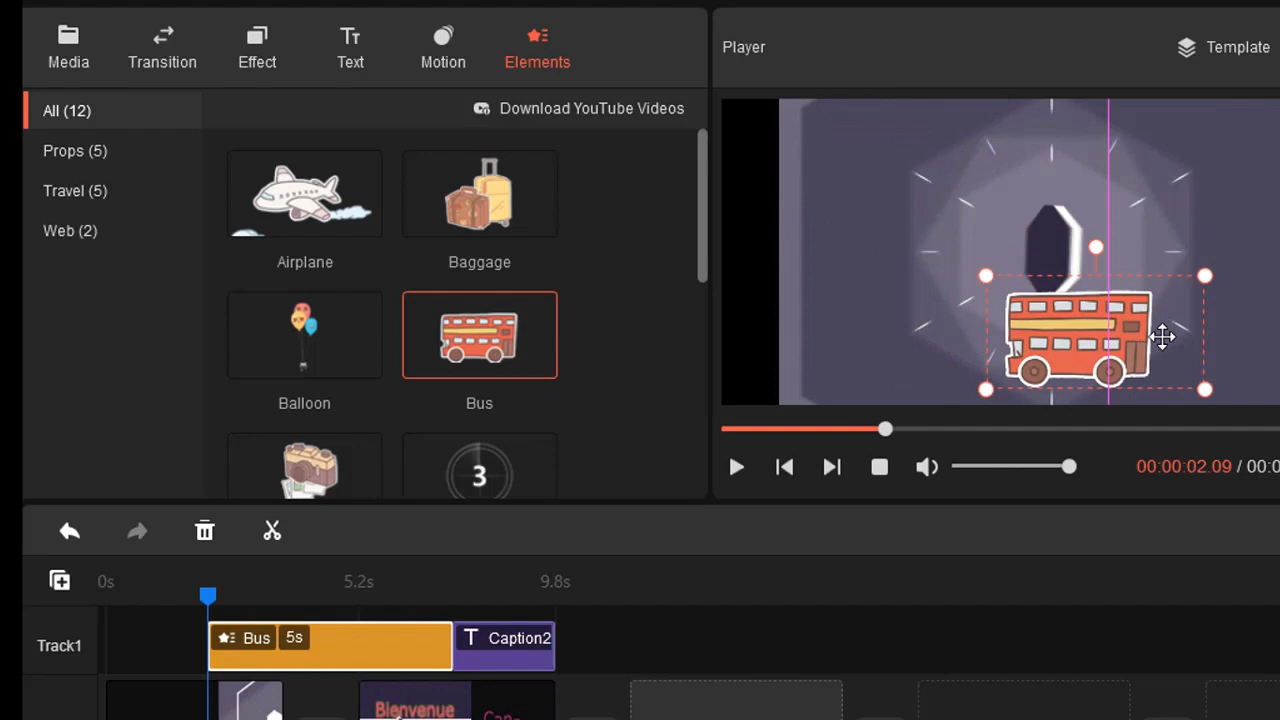 Media
Transition
Effect
Text
Motion
Elements
Player
Template
All (12)
Props (5)
Travel (5)
Web (2)
Download YouTube Videos
Airplane
Baggage
Balloon
Bus
3
00:00:02.09 / 00:0
0s
5.2s
9.8s
Track1
Bus 5s
T Caption2
Bienvenue